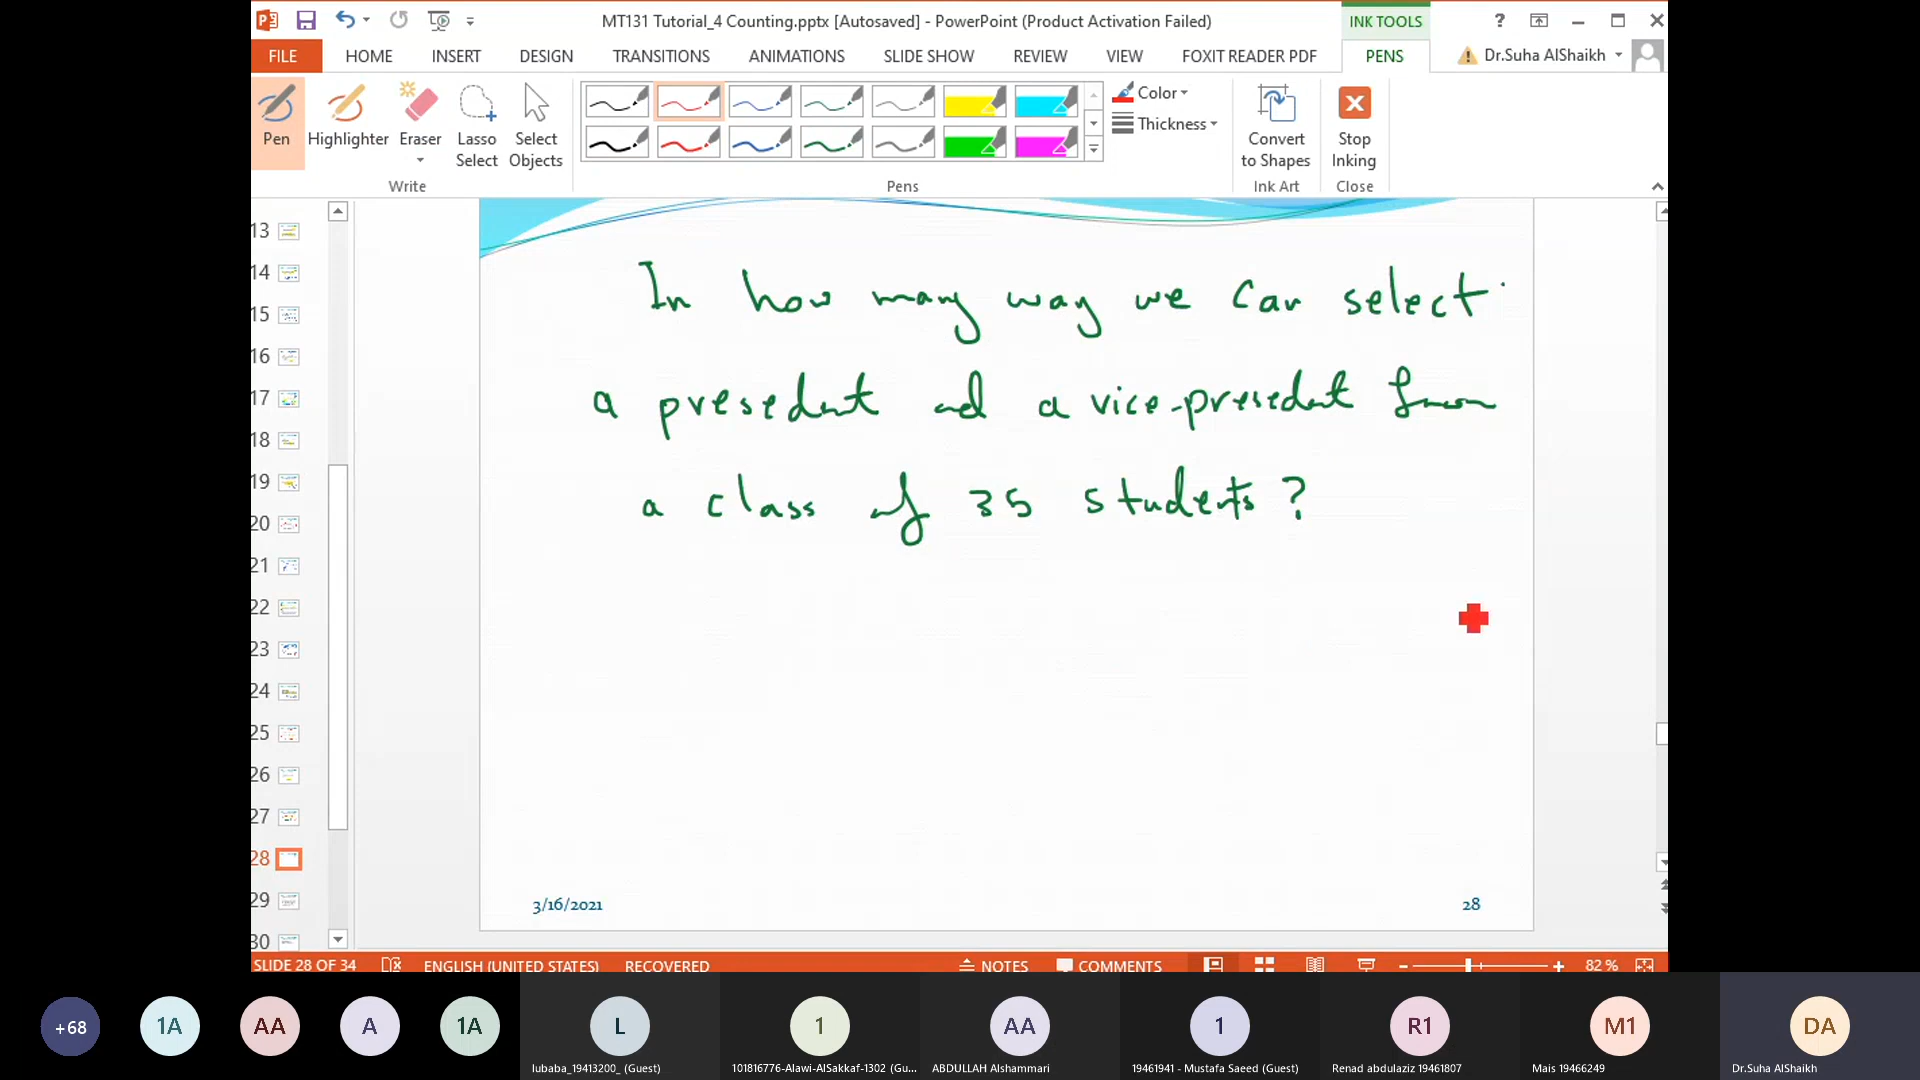 MT131 Tutorial_4 Counting.pptx [Autosaved] - PowerPoint (Product Activation Failed)
INK TOOLS
?
FILE HOME INSERT DESIGN TRANSITIONS ANIMATIONS SLIDE SHOW REVIEW VIEW FOXIT READER PDF PENS Dr.Suha AlShaikh
Pen Highlighter Eraser Lasso Select Select Objects
Color
Thickness
Convert to Shapes
Stop Inking
Write Pens Ink Art Close
13
14
15
16
17
18
19
20
21
22
23
24
25
26
27
28
29
30
In how many way we can select
a presedent and a vice-presedent from
a class of 35 students?
3/16/2021 28
SLIDE 28 OF 34 ENGLISH (UNITED STATES) RECOVERED NOTES COMMENTS 82 %
+68 1A AA A 1A L 1 AA 1 R1 M1 DA
lubaba_19413200_ (Guest) 101816776-Alawi-AlSakkaf-1302 (Gu... ABDULLAH Alshammari 19461941 - Mustafa Saeed (Guest) Renad abdulaziz 19461807 Mais 19466249 Dr.Suha AlShaikh